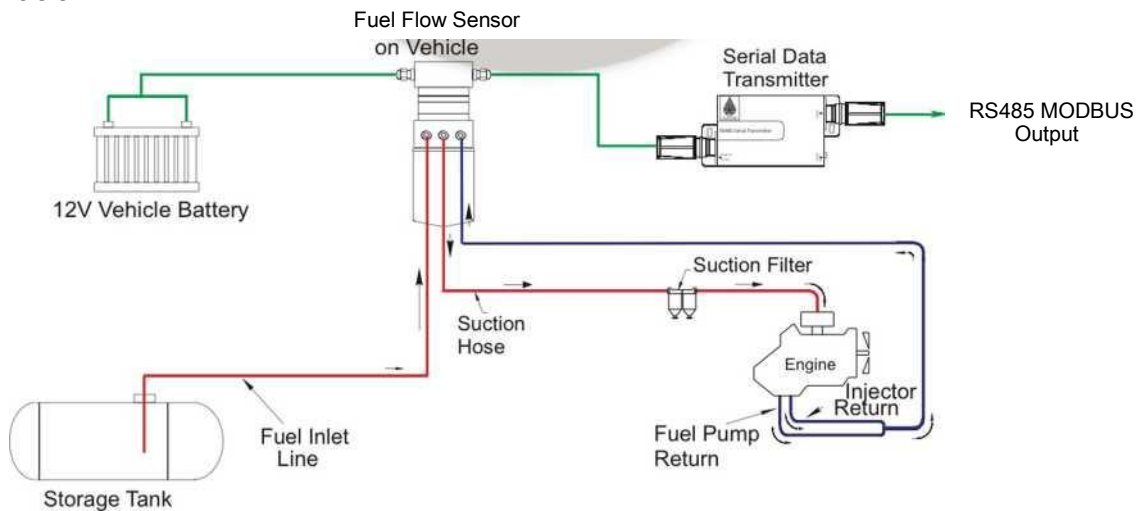 Fuel Flow Sensor
on Vehicle
Serial Data
Transmitter
RS485 MODBUS
Output
12V Vehicle Battery
Suction Filter
Suction
Hose
Engine
Injector
Return
Fuel Pump
Return
Fuel Inlet
Line
Storage Tank